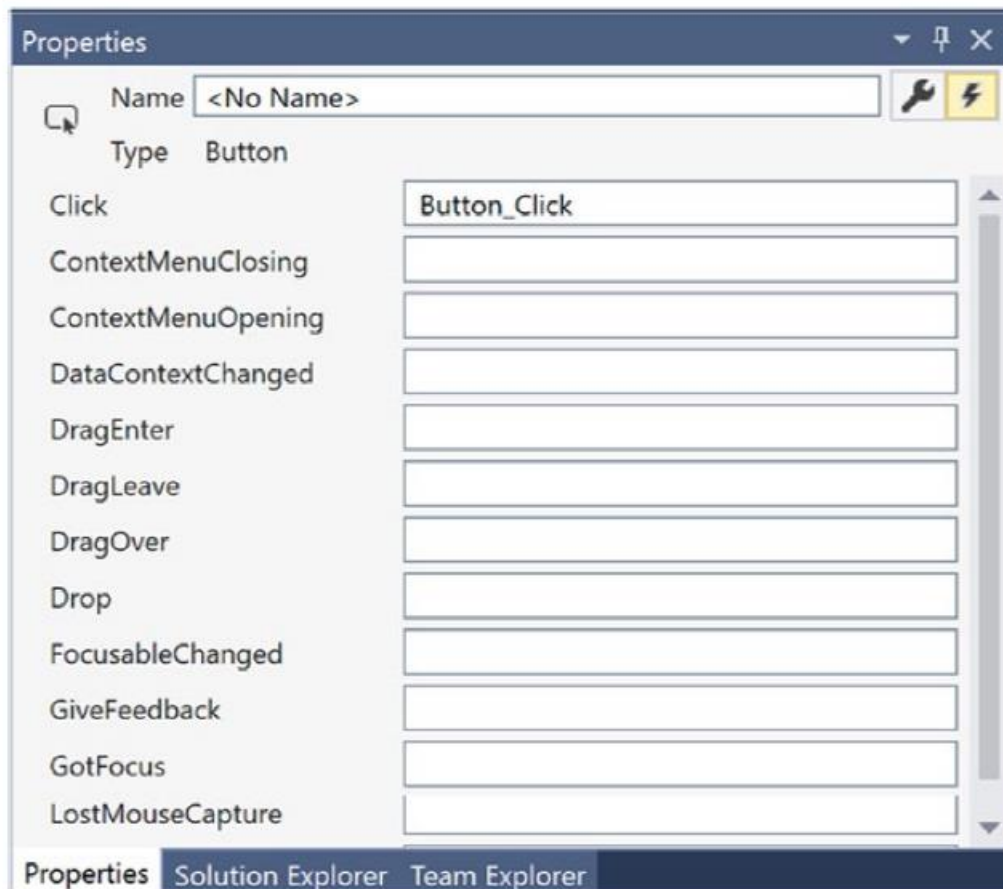 Properties
Name <No Name>
Type Button
Click Button_Click
ContextMenuClosing
ContextMenuOpening
DataContextChanged
DragEnter
DragLeave
DragOver
Drop
FocusableChanged
GiveFeedback
GotFocus
LostMouseCapture
Properties Solution Explorer Team Explorer